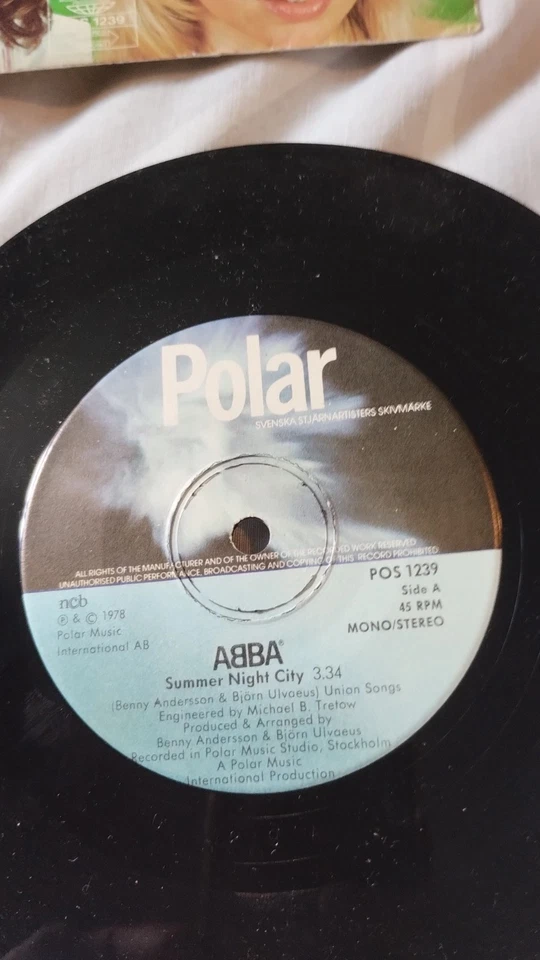 1239
Polar
SVENSKA STJÄRNARTISTERS SKIVMÄRKE
ALL RIGHTS OF THE MANUFACTURER AND OF THE OWNER OF THE RECORDED WORK RESERVED
UNAUTHORISED PUBLIC PERFORMANCE, BROADCASTING AND COPYING OF THIS RECORD PROHIBITED
ncb
Ⓟ & © 1978
Polar Music
International AB
POS 1239
Side A
45 RPM
MONO/STEREO
ABBA®
Summer Night City 3.34
(Benny Andersson & Björn Ulvaeus) Union Songs
Engineered by Michael B. Tretow
Produced & Arranged by
Benny Andersson & Björn Ulvaeus
Recorded in Polar Music Studio, Stockholm
A Polar Music
International Production